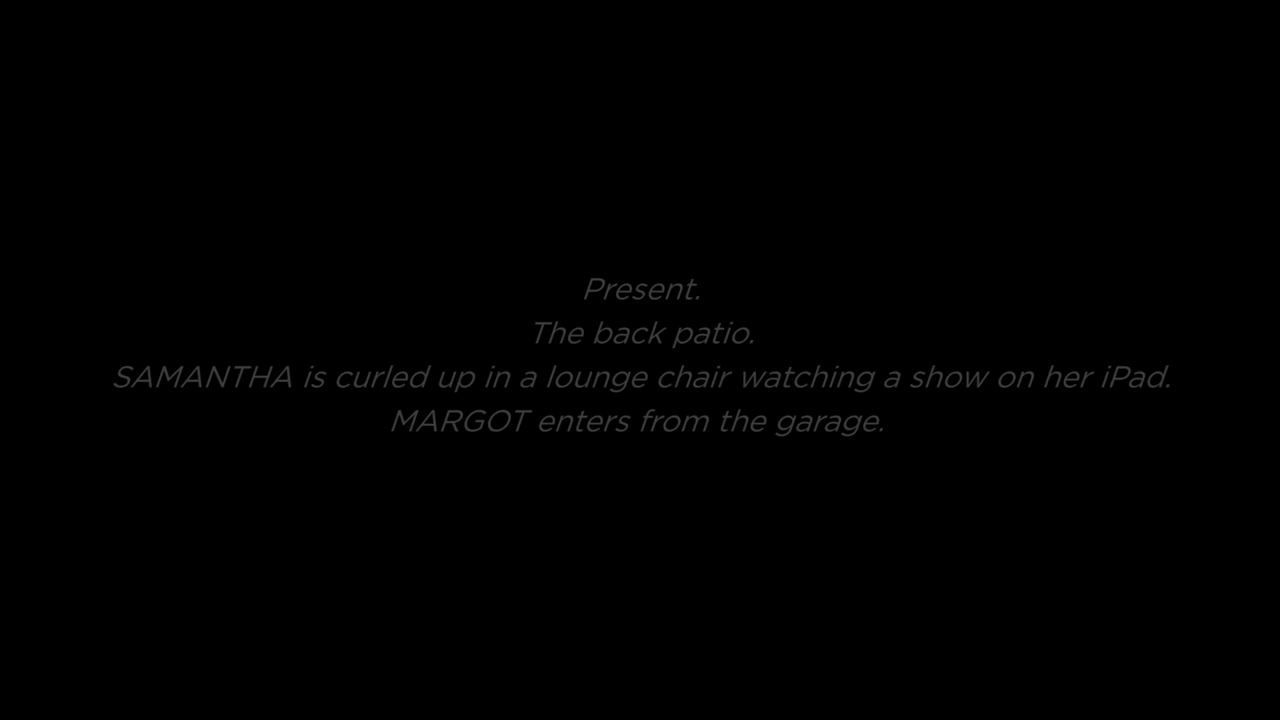 Present.
The back patio.
SAMANTHA is curled up in a lounge chair watching a show on her iPad.
MARGOT enters from the garage.